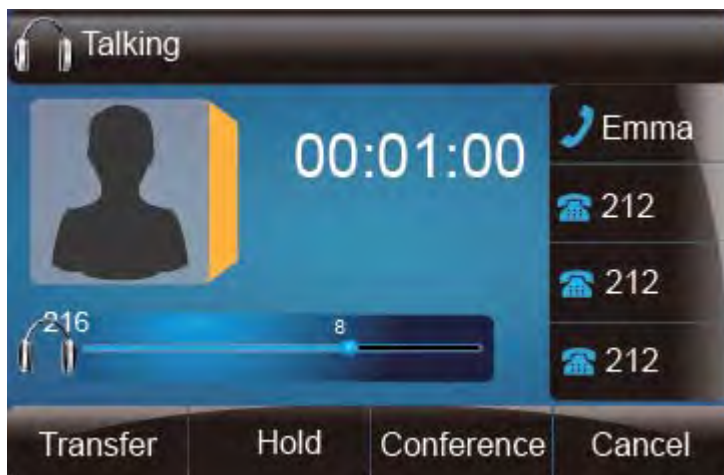 Talking
00:01:00
Emma
212
212
212
216
8
Transfer
Hold
Conference
Cancel